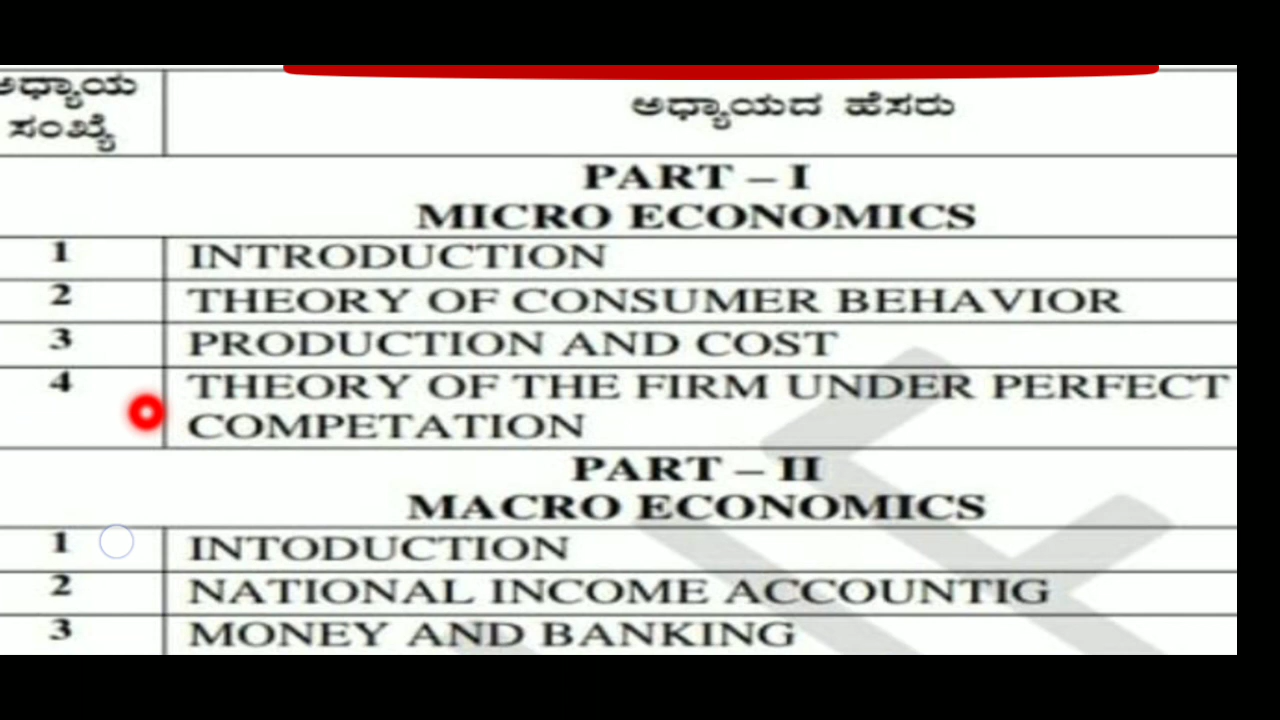 ಅಧ್ಯಾಯ
ಸಂಖ್ಯೆ
ಅಧ್ಯಾಯದ ಹೆಸರು
PART – I
MICRO ECONOMICS
1 INTRODUCTION
2 THEORY OF CONSUMER BEHAVIOR
3 PRODUCTION AND COST
4 THEORY OF THE FIRM UNDER PERFECT
COMPETATION
PART – II
MACRO ECONOMICS
1 INTODUCTION
2 NATIONAL INCOME ACCOUNTIG
3 MONEY AND BANKING